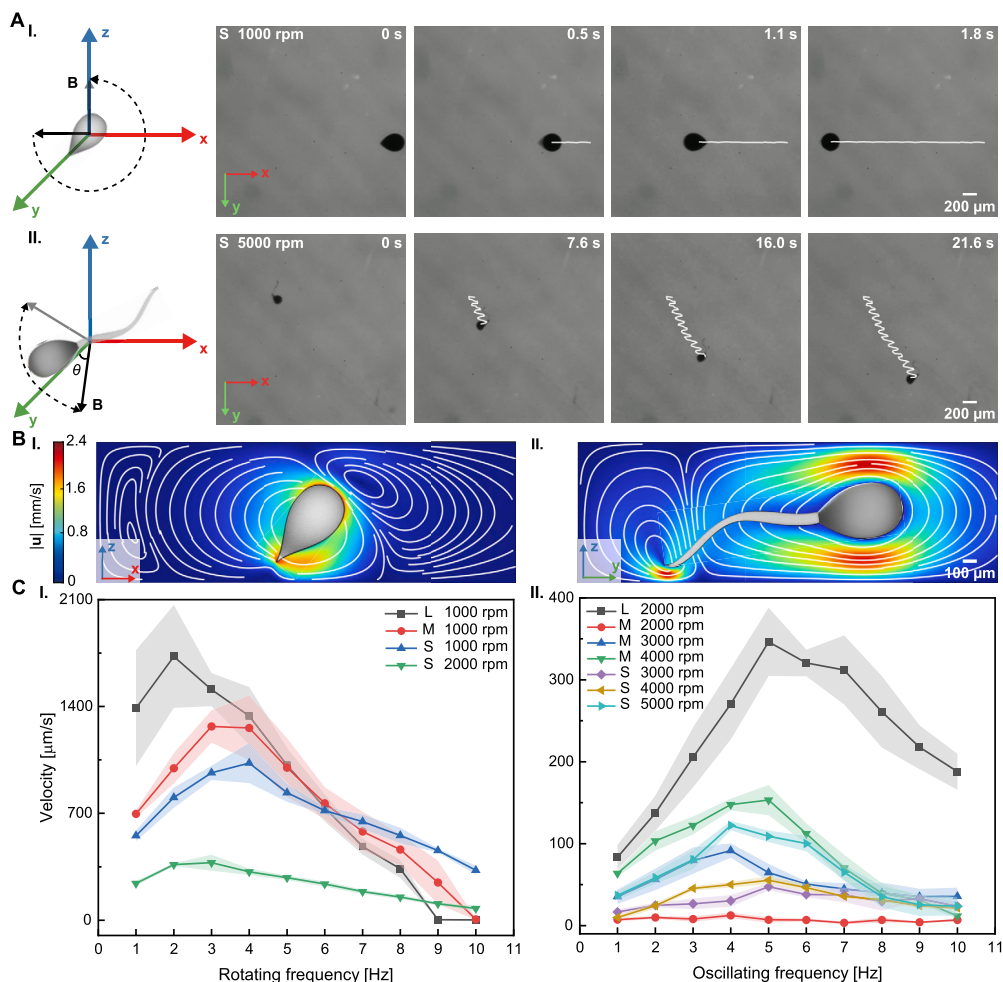 A
I.
z
B
x
y
S 1000 rpm
0 s
0.5 s
1.1 s
1.8 s
x
y
200 µm
II.
z
x
θ
B
y
S 5000 rpm
0 s
7.6 s
16.0 s
21.6 s
x
y
200 µm
B
I.
2.4
1.6
0.8
0
|u| [mm/s]
z
x
II.
z
y
100 µm
C
I.
L 1000 rpm
M 1000 rpm
S 1000 rpm
S 2000 rpm
2100
1400
700
0
Velocity [µm/s]
0 1 2 3 4 5 6 7 8 9 10 11
Rotating frequency [Hz]
II.
L 2000 rpm
M 2000 rpm
M 3000 rpm
M 4000 rpm
S 3000 rpm
S 4000 rpm
S 5000 rpm
400
300
200
100
0
0 1 2 3 4 5 6 7 8 9 10 11
Oscillating frequency [Hz]